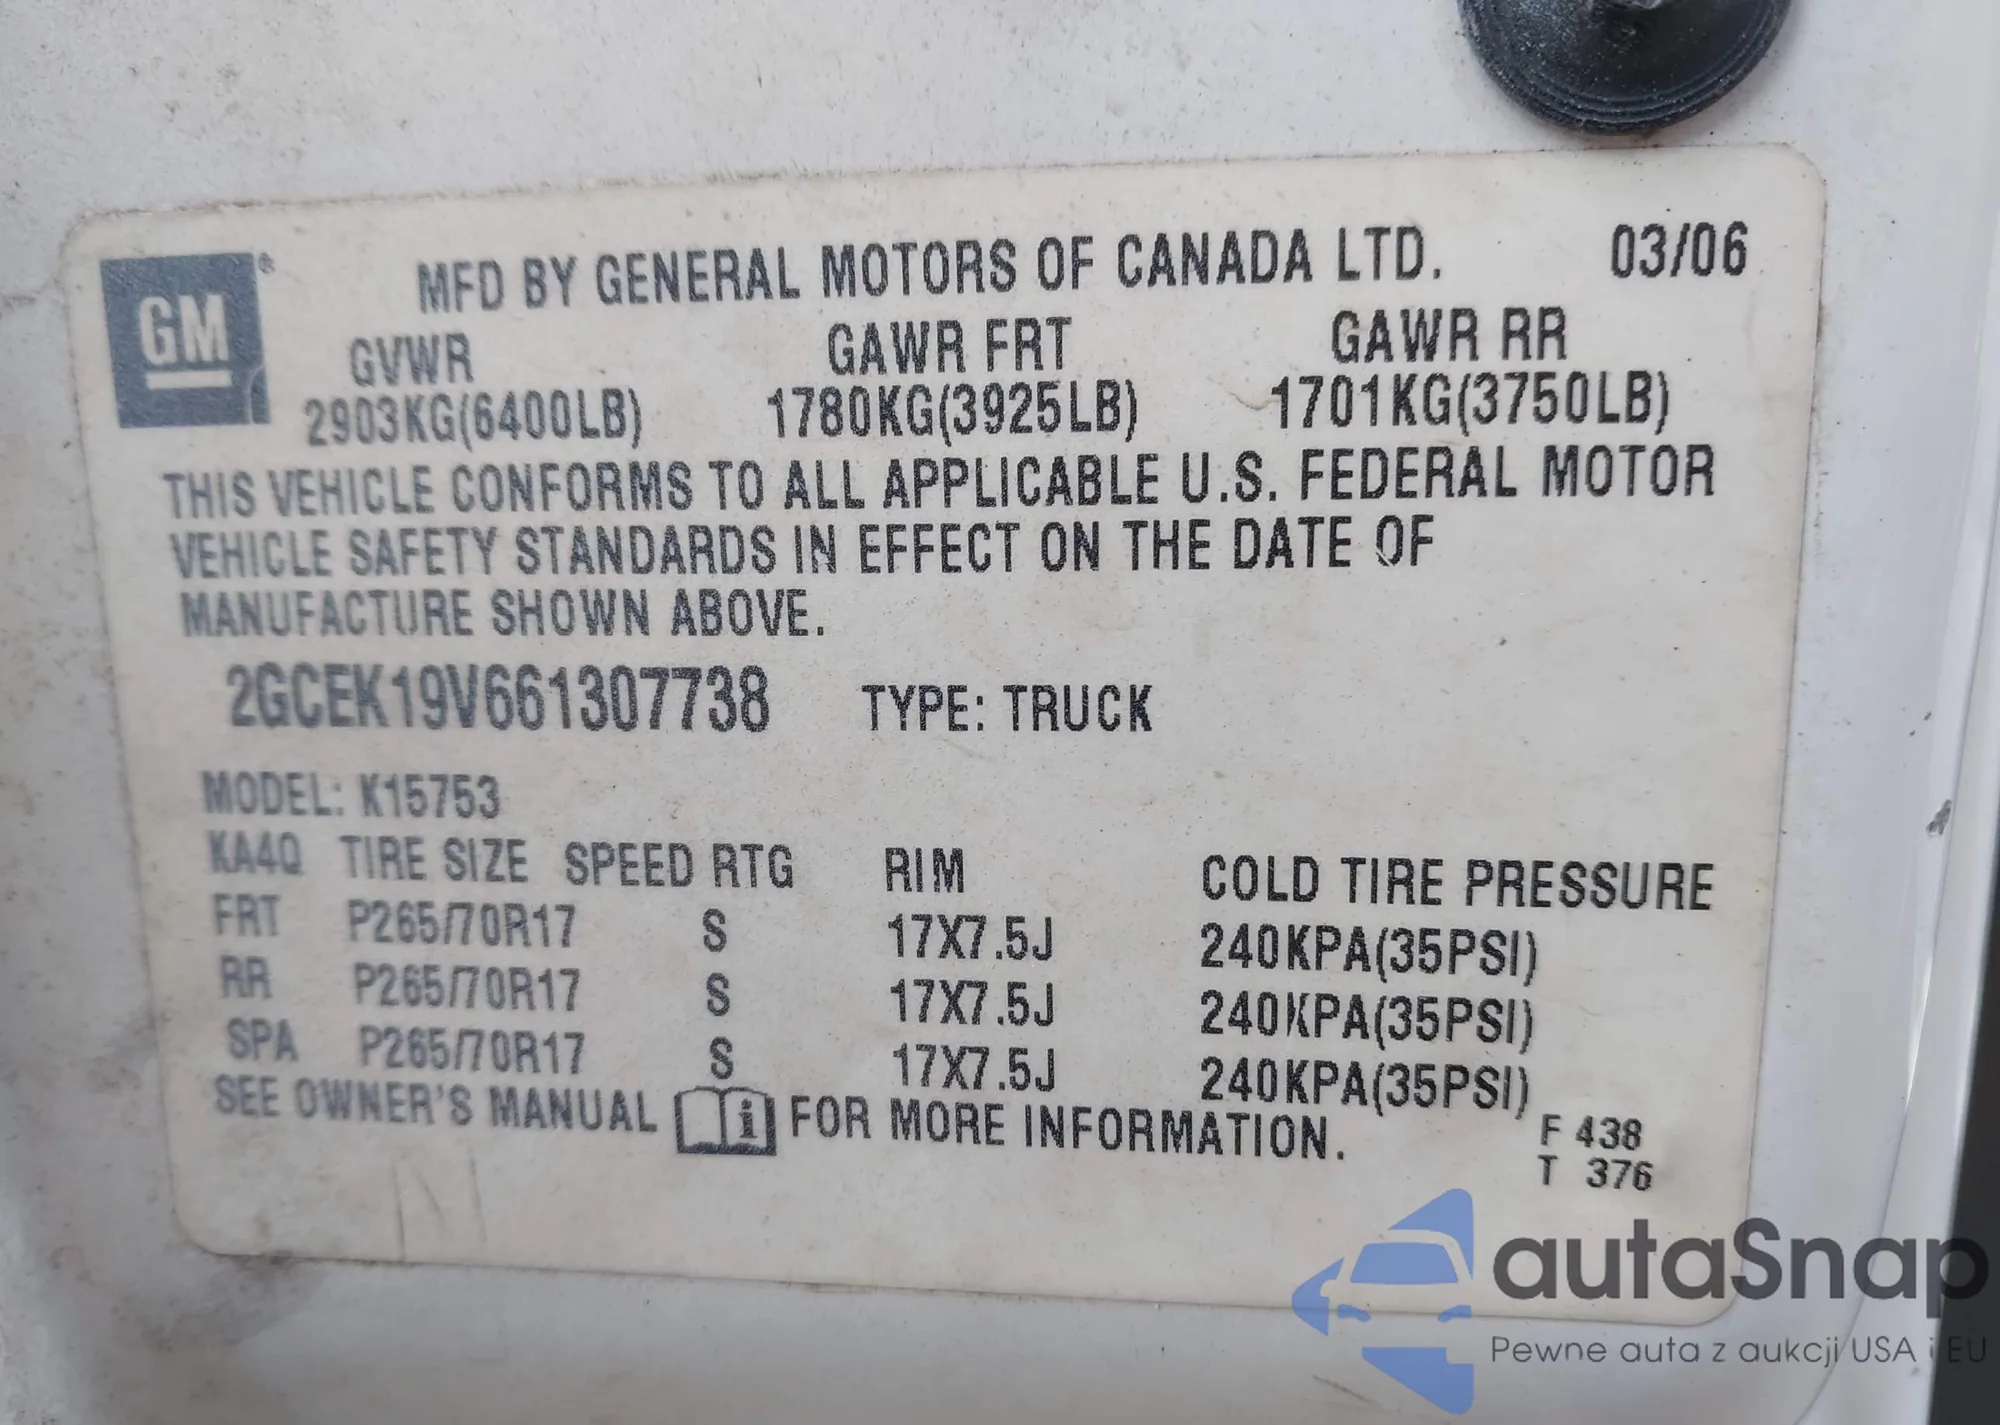 GM
MFD BY GENERAL MOTORS OF CANADA LTD. 03/06
GVWR GAWR FRT GAWR RR
2903KG(6400LB) 1780KG(3925LB) 1701KG(3750LB)
THIS VEHICLE CONFORMS TO ALL APPLICABLE U.S. FEDERAL MOTOR
VEHICLE SAFETY STANDARDS IN EFFECT ON THE DATE OF
MANUFACTURE SHOWN ABOVE.
2GCEK19V661307738 TYPE: TRUCK
MODEL: K15753
KA4Q TIRE SIZE SPEED RTG RIM COLD TIRE PRESSURE
FRT P265/70R17 S 17X7.5J 240KPA(35PSI)
RR P265/70R17 S 17X7.5J 240KPA(35PSI)
SPA P265/70R17 S 17X7.5J 240KPA(35PSI)
SEE OWNER'S MANUAL i FOR MORE INFORMATION.
F 438
T 376
autaSnap
Pewne auta z aukcji USA i EU